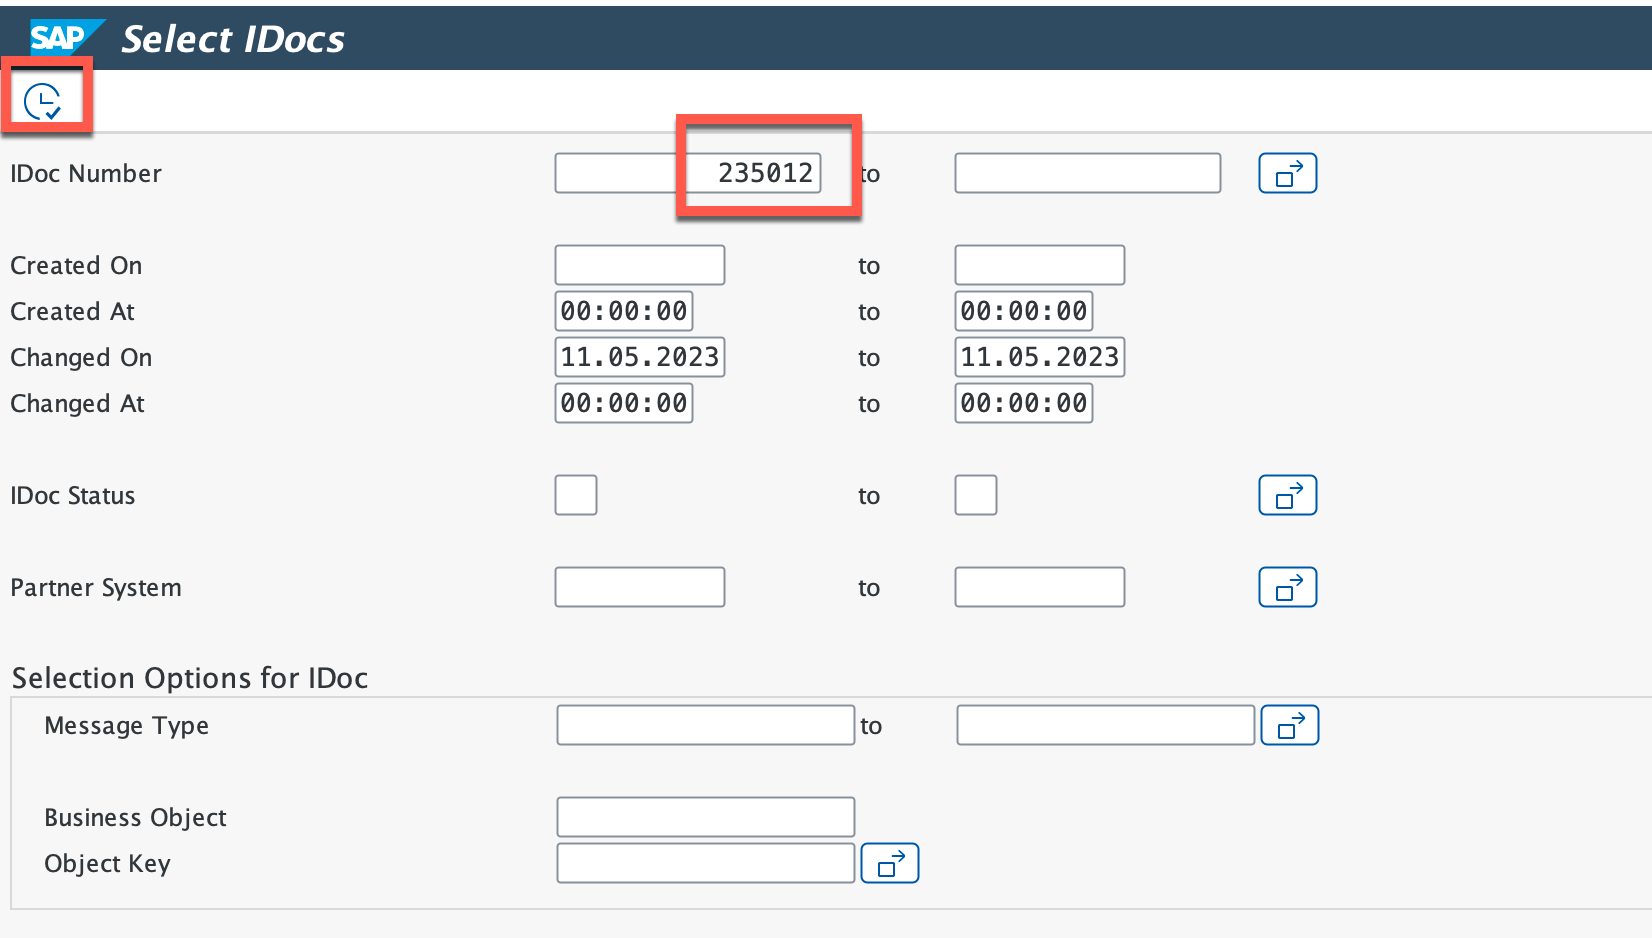 SAP Select IDocs
IDoc Number 235012 to
Created On to
Created At 00:00:00 to 00:00:00
Changed On 11.05.2023 to 11.05.2023
Changed At 00:00:00 to 00:00:00
IDoc Status to
Partner System to
Selection Options for IDoc
Message Type to
Business Object
Object Key